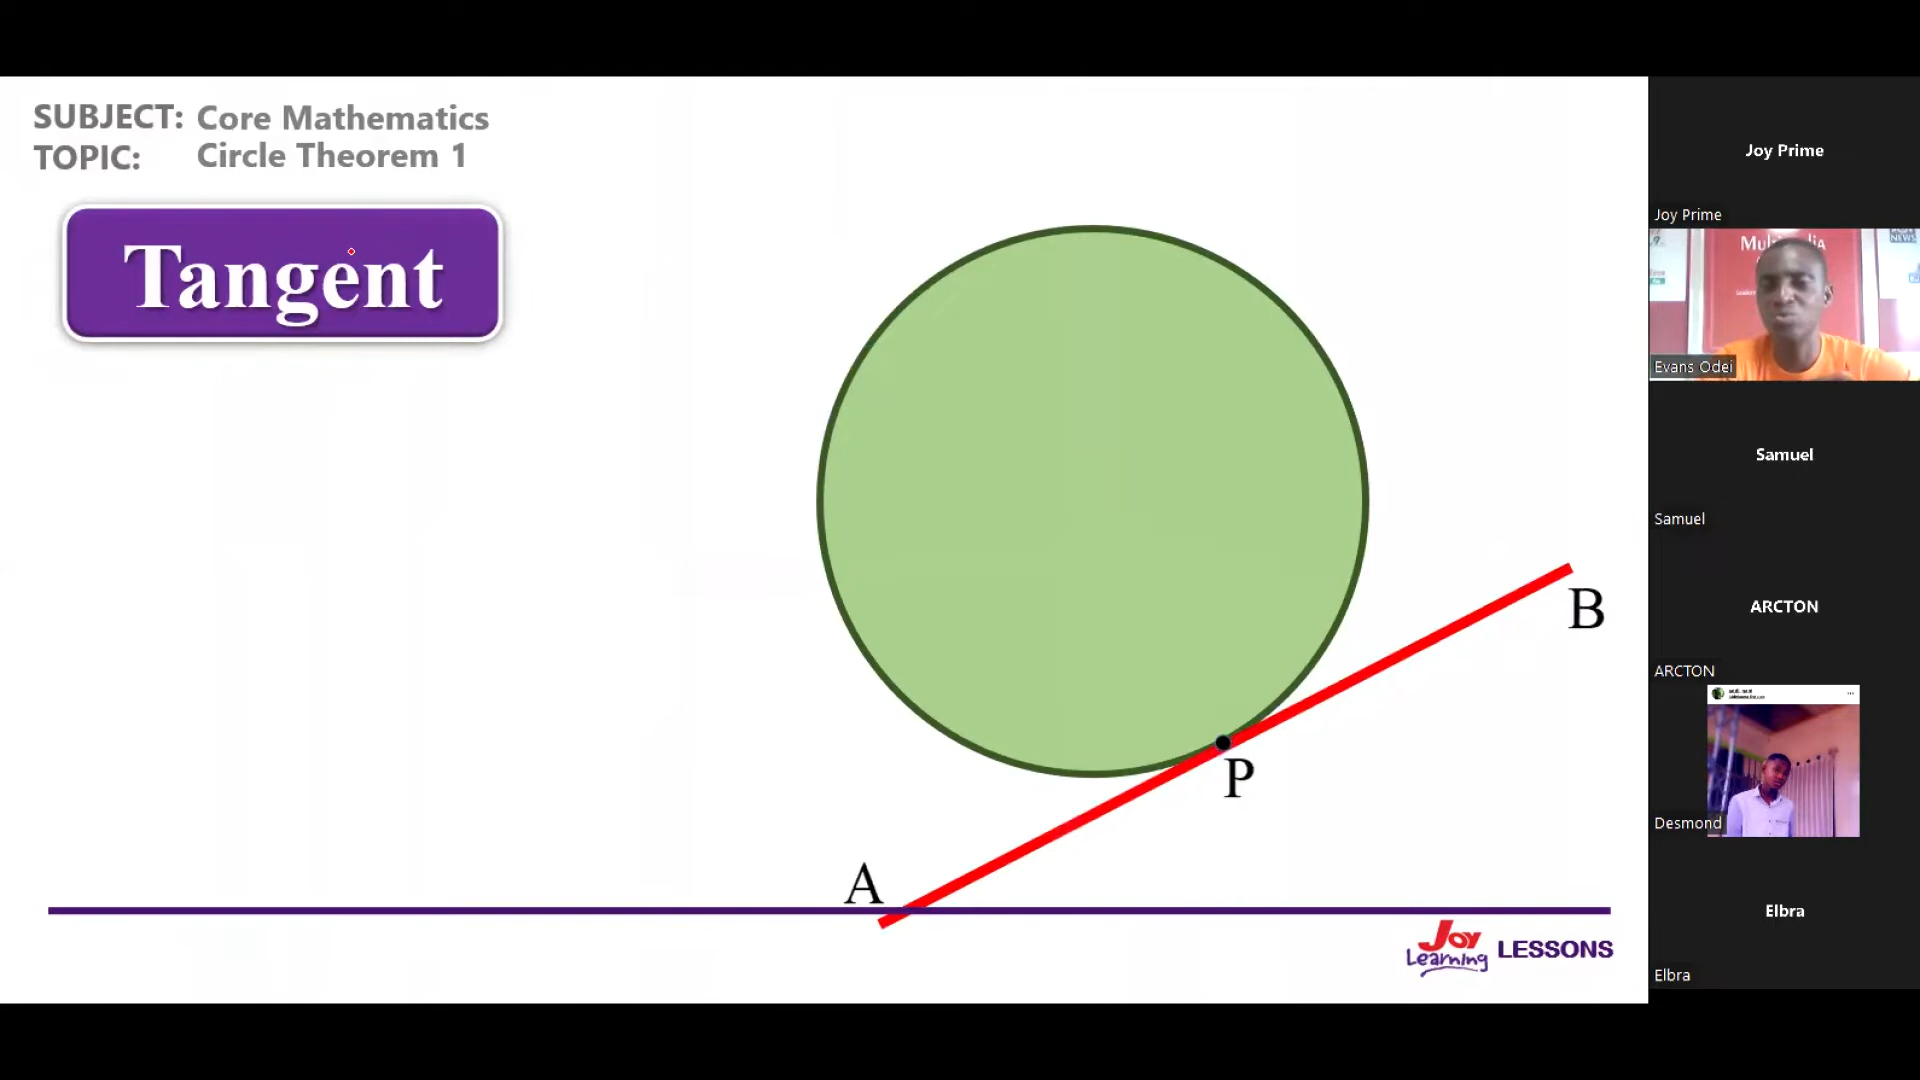 SUBJECT: Core Mathematics
TOPIC: Circle Theorem 1
Tangent
B
P
A
Joy Learning LESSONS
Joy Prime
Joy Prime
NEWS
Evans Odei
Samuel
Samuel
ARCTON
ARCTON
Desmond
Elbra
Elbra